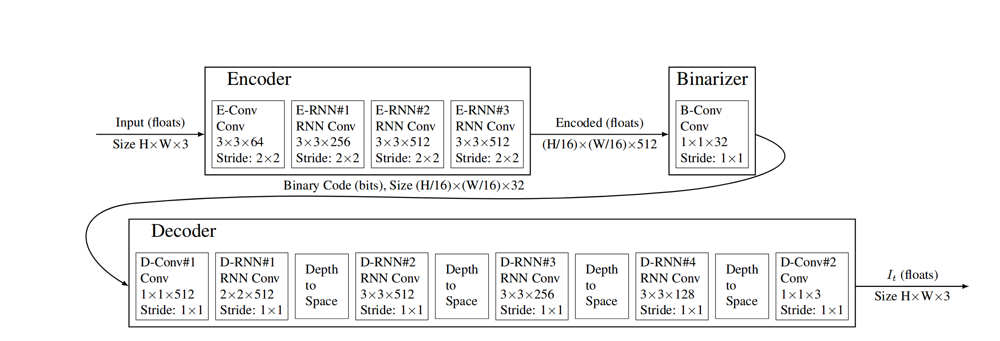 Encoder
E-Conv
Conv
3×3×64
Stride: 2×2
E-RNN#1
RNN Conv
3×3×256
Stride: 2×2
E-RNN#2
RNN Conv
3×3×512
Stride: 2×2
E-RNN#3
RNN Conv
3×3×512
Stride: 2×2
Input (floats)
Size H×W×3
Encoded (floats)
(H/16)×(W/16)×512
Binarizer
B-Conv
Conv
1×1×32
Stride: 1×1
Binary Code (bits), Size (H/16)×(W/16)×32
Decoder
D-Conv#1
Conv
1×1×512
Stride: 1×1
D-RNN#1
RNN Conv
2×2×512
Stride: 1×1
Depth
to
Space
D-RNN#2
RNN Conv
3×3×512
Stride: 1×1
Depth
to
Space
D-RNN#3
RNN Conv
3×3×256
Stride: 1×1
Depth
to
Space
D-RNN#4
RNN Conv
3×3×128
Stride: 1×1
Depth
to
Space
D-Conv#2
Conv
1×1×3
Stride: 1×1
I_t (floats)
Size H×W×3